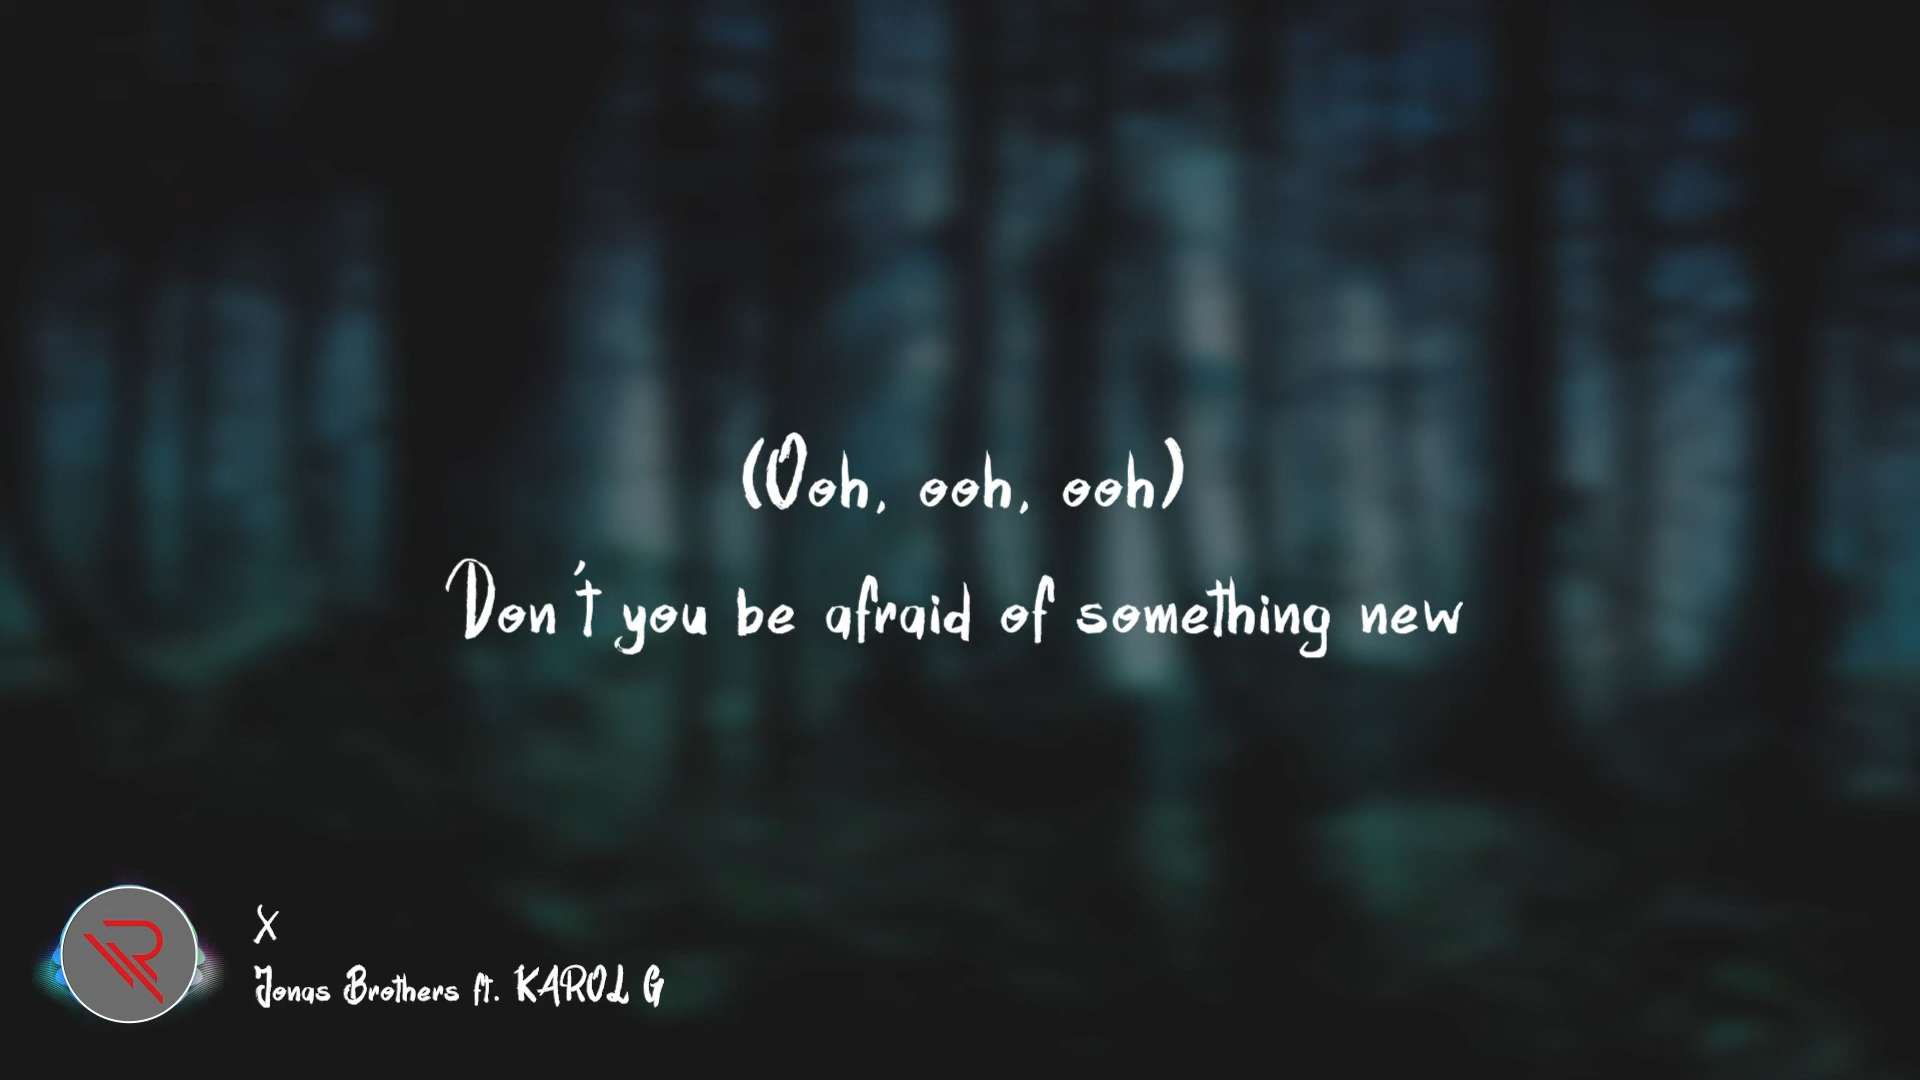 (Ooh, ooh, ooh)
Don't you be afraid of something new
X
Jonas Brothers ft. KAROL G